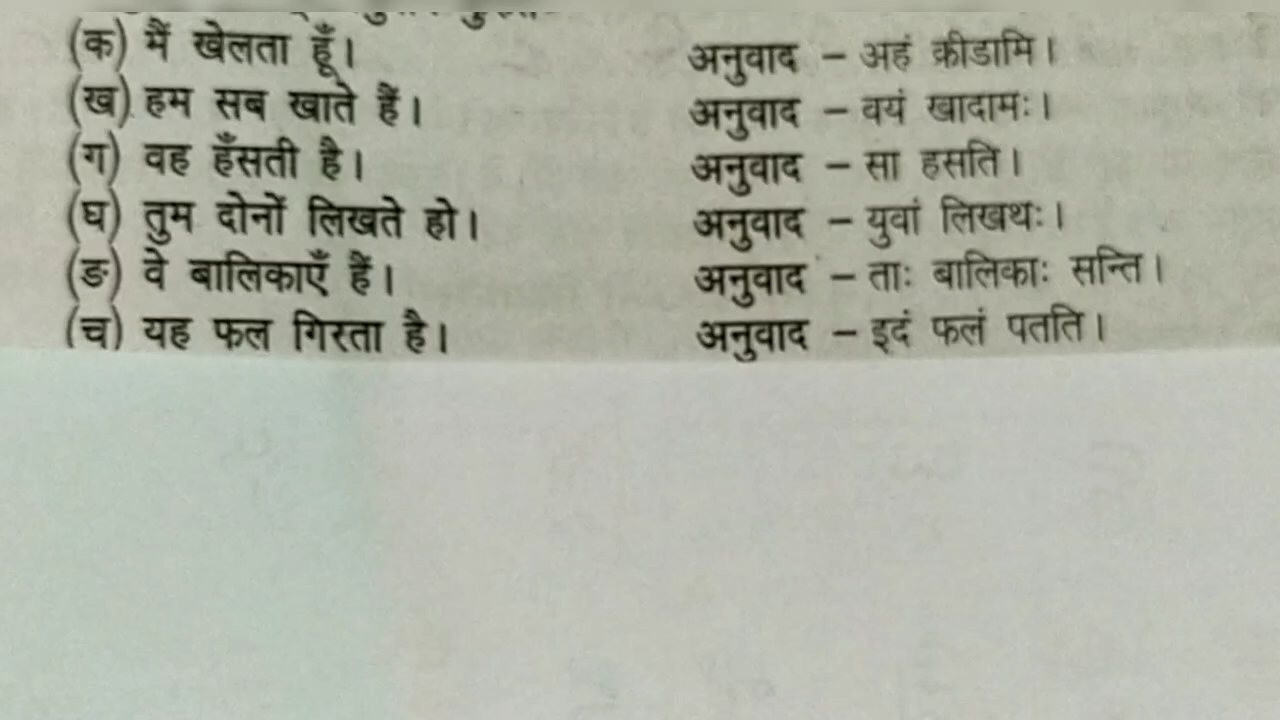 (क) मैं खेलता हूँ। अनुवाद – अहं क्रीडामि।
(ख) हम सब खाते हैं। अनुवाद – वयं खादामः।
(ग) वह हँसती है। अनुवाद – सा हसति।
(घ) तुम दोनों लिखते हो। अनुवाद – युवां लिखथः।
(ङ) वे बालिकाएँ हैं। अनुवाद – ताः बालिकाः सन्ति।
(च) यह फल गिरता है। अनुवाद – इदं फलं पतति।